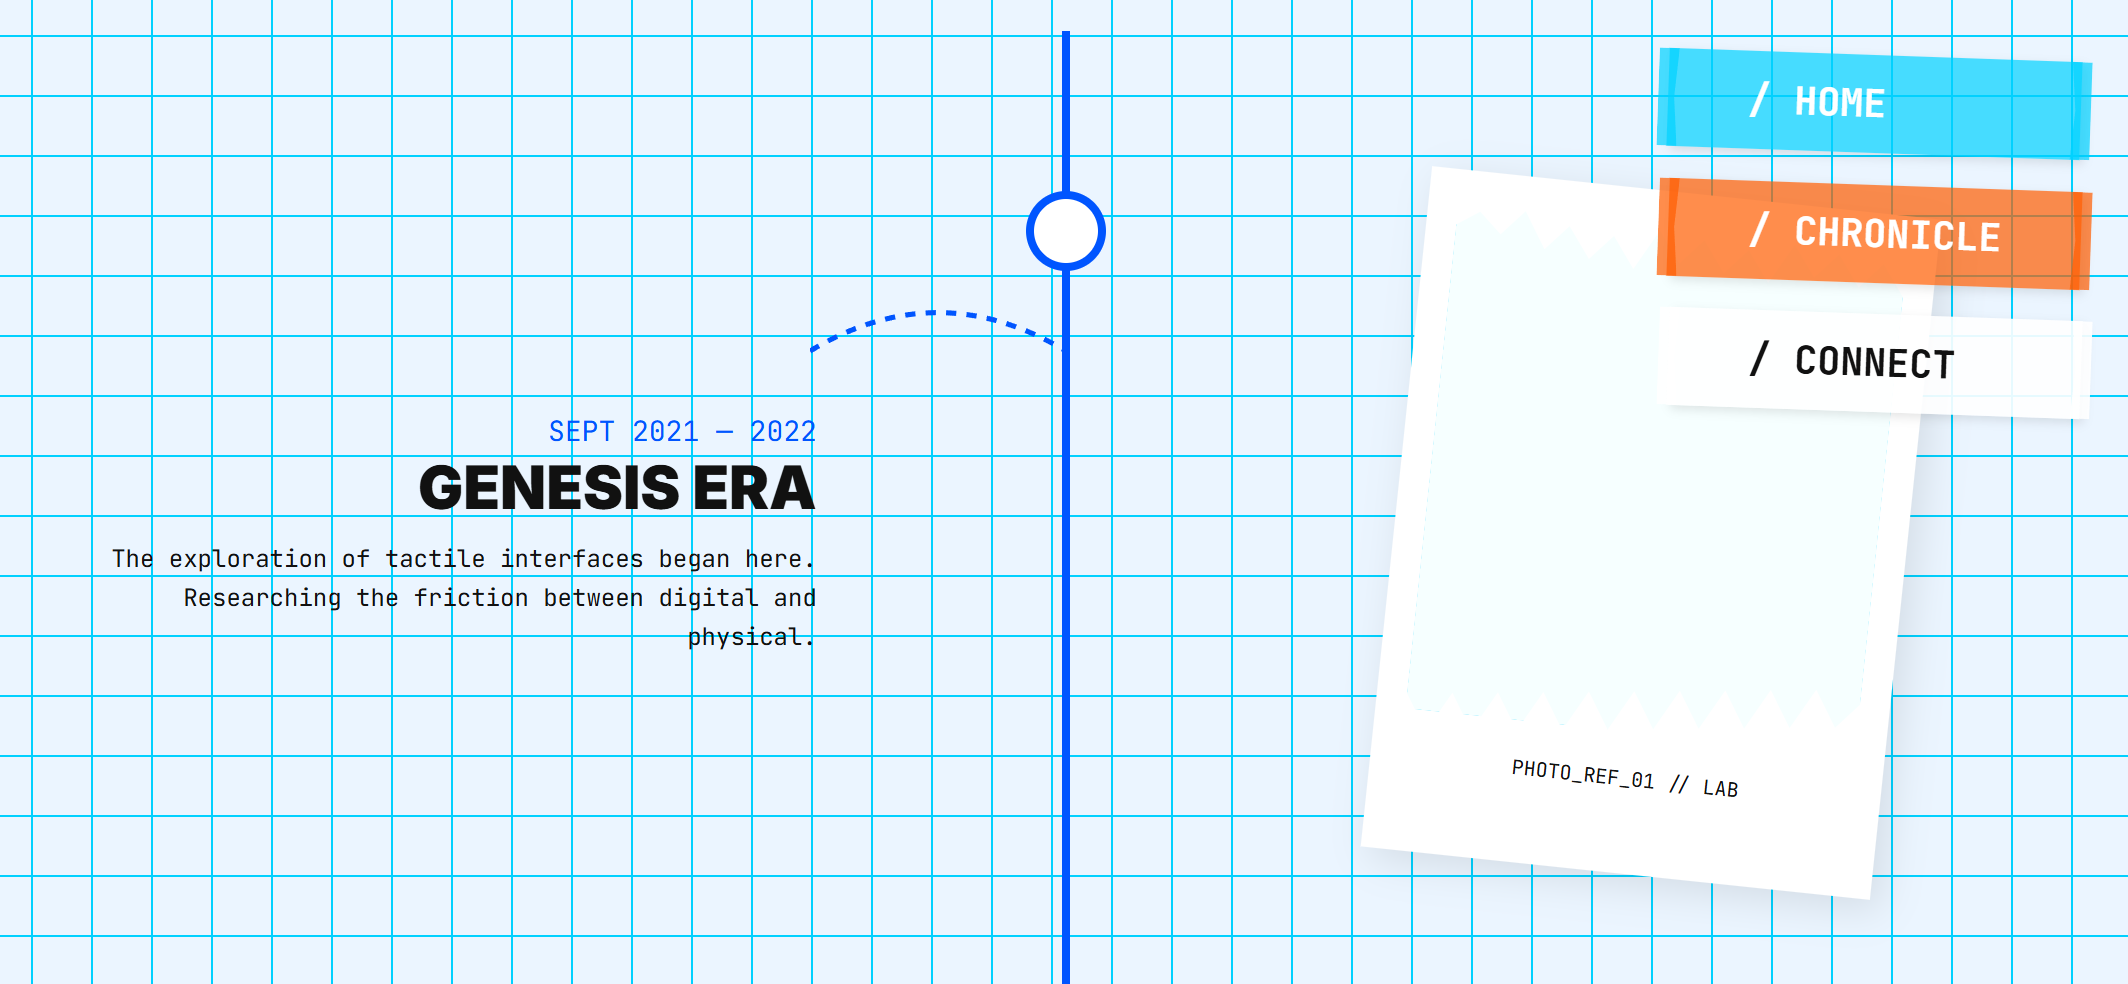 / HOME
/ CHRONICLE
/ CONNECT
SEPT 2021 — 2022
GENESIS ERA
The exploration of tactile interfaces began here.
Researching the friction between digital and
physical.
PHOTO_REF_01 // LAB